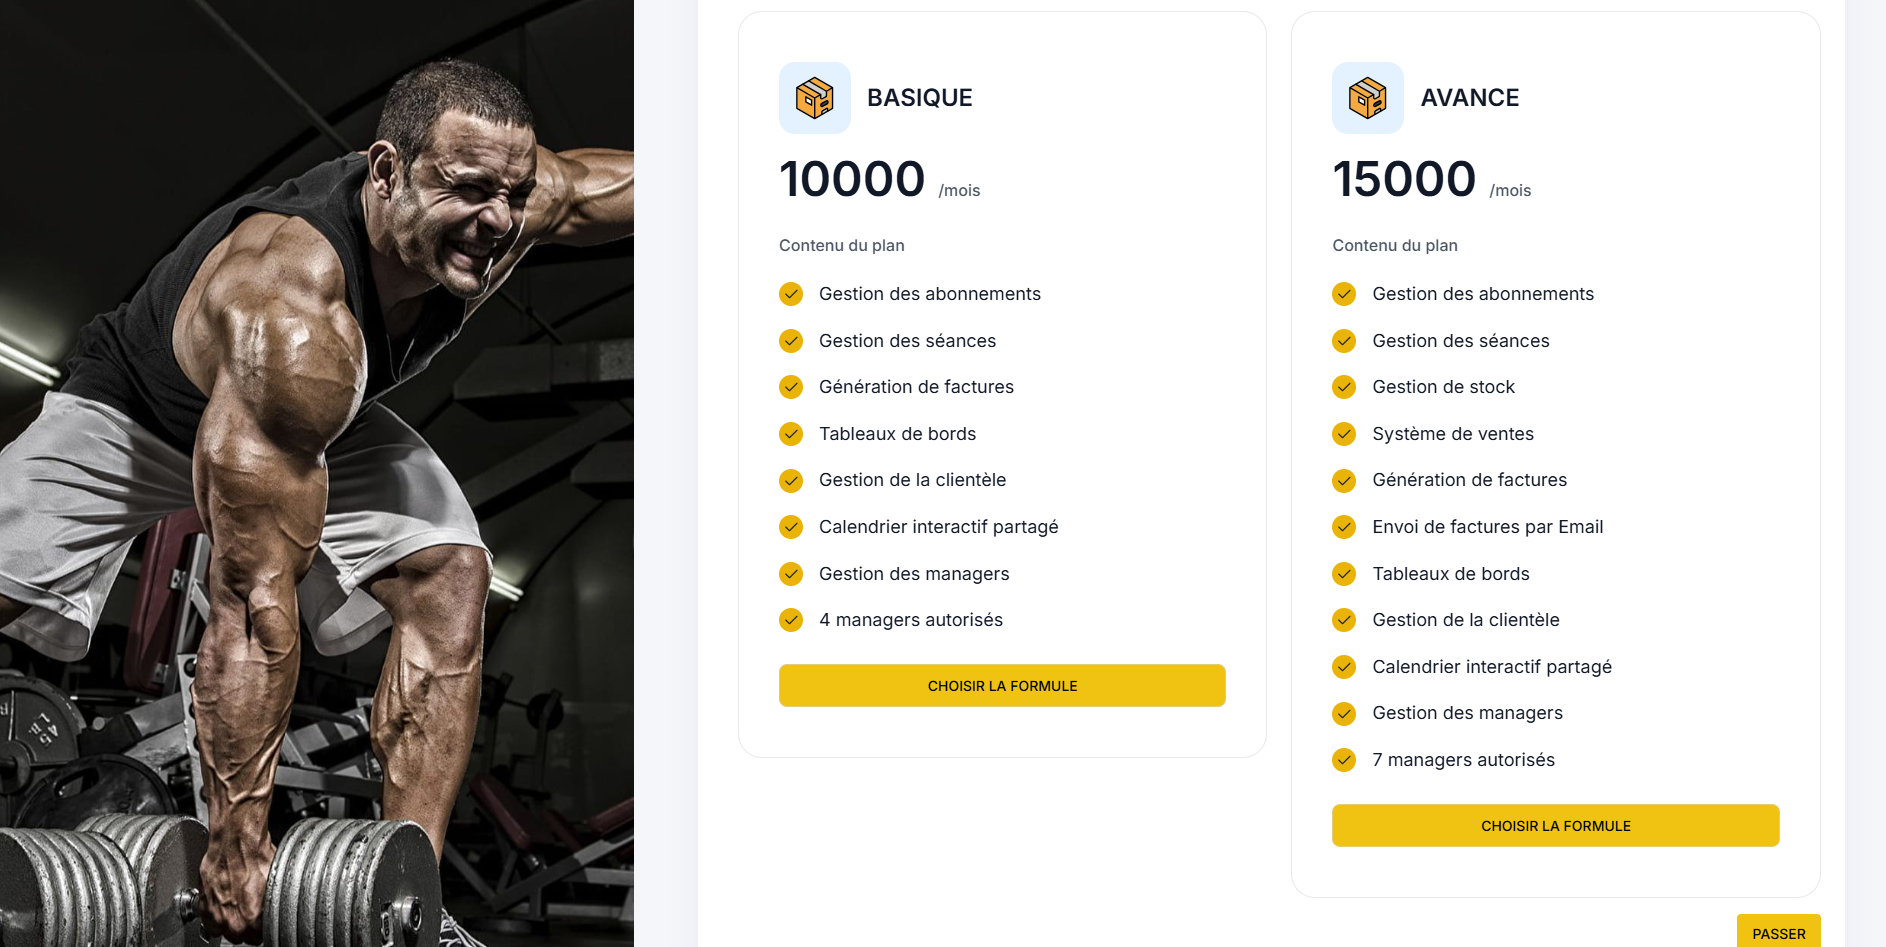 BASIQUE
10000 /mois
Contenu du plan
Gestion des abonnements
Gestion des séances
Génération de factures
Tableaux de bords
Gestion de la clientèle
Calendrier interactif partagé
Gestion des managers
4 managers autorisés
CHOISIR LA FORMULE
AVANCE
15000 /mois
Contenu du plan
Gestion des abonnements
Gestion des séances
Gestion de stock
Système de ventes
Génération de factures
Envoi de factures par Email
Tableaux de bords
Gestion de la clientèle
Calendrier interactif partagé
Gestion des managers
7 managers autorisés
CHOISIR LA FORMULE
PASSER
45